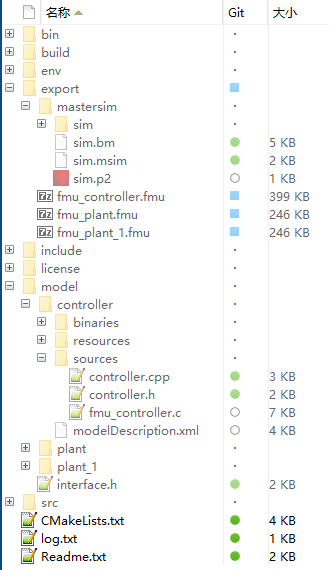 名称 Git 大小
bin
build
env
export
mastersim
sim
sim.bm 5 KB
sim.msim 2 KB
sim.p2 1 KB
fmu_controller.fmu 399 KB
fmu_plant.fmu 246 KB
fmu_plant_1.fmu 246 KB
include
license
model
controller
binaries
resources
sources
controller.cpp 3 KB
controller.h 2 KB
fmu_controller.c 7 KB
modelDescription.xml 4 KB
plant
plant_1
interface.h 2 KB
src
CMakeLists.txt 4 KB
log.txt 1 KB
Readme.txt 2 KB